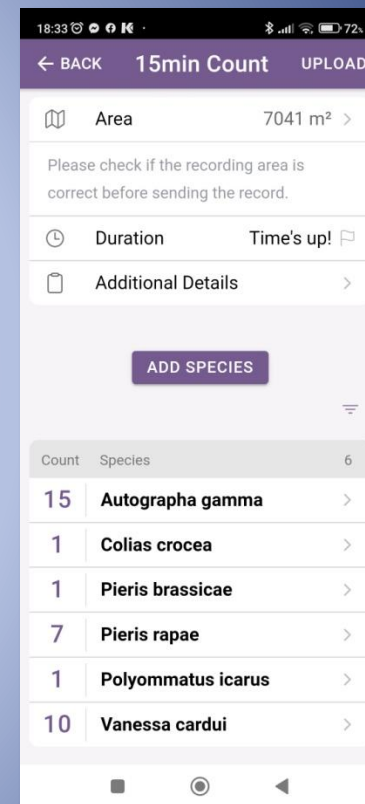 18:33 72%
← BACK 15min Count UPLOAD
Area 7041 m² >
Please check if the recording area is
correct before sending the record.
Duration Time's up!
Additional Details >
ADD SPECIES
Count Species 6
15 Autographa gamma >
1 Colias crocea >
1 Pieris brassicae >
7 Pieris rapae >
1 Polyommatus icarus >
10 Vanessa cardui >